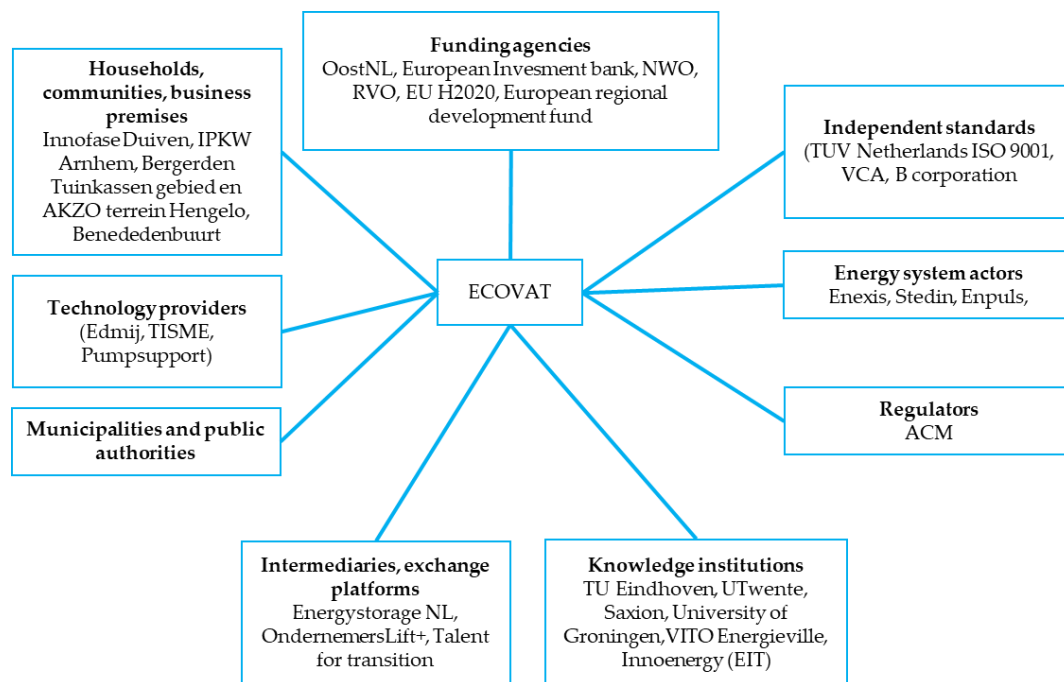 Funding agencies
OostNL, European Invesment bank, NWO,
RVO, EU H2020, European regional
development fund
Households,
communities, business
premises
Innofase Duiven, IPKW
Arnhem, Bergerden
Tuinkassen gebied en
AKZO terrein Hengelo,
Benededenbuurt
Independent standards
(TUV Netherlands ISO 9001,
VCA, B corporation
ECOVAT
Technology providers
(Edmij, TISME,
Pumpsupport)
Energy system actors
Enexis, Stedin, Enpuls,
Municipalities and public
authorities
Regulators
ACM
Intermediaries, exchange
platforms
Energystorage NL,
OndernemersLift+, Talent
for transition
Knowledge institutions
TU Eindhoven, UTwente,
Saxion, University of
Groningen,VITO Energieville,
Innoenergy (EIT)